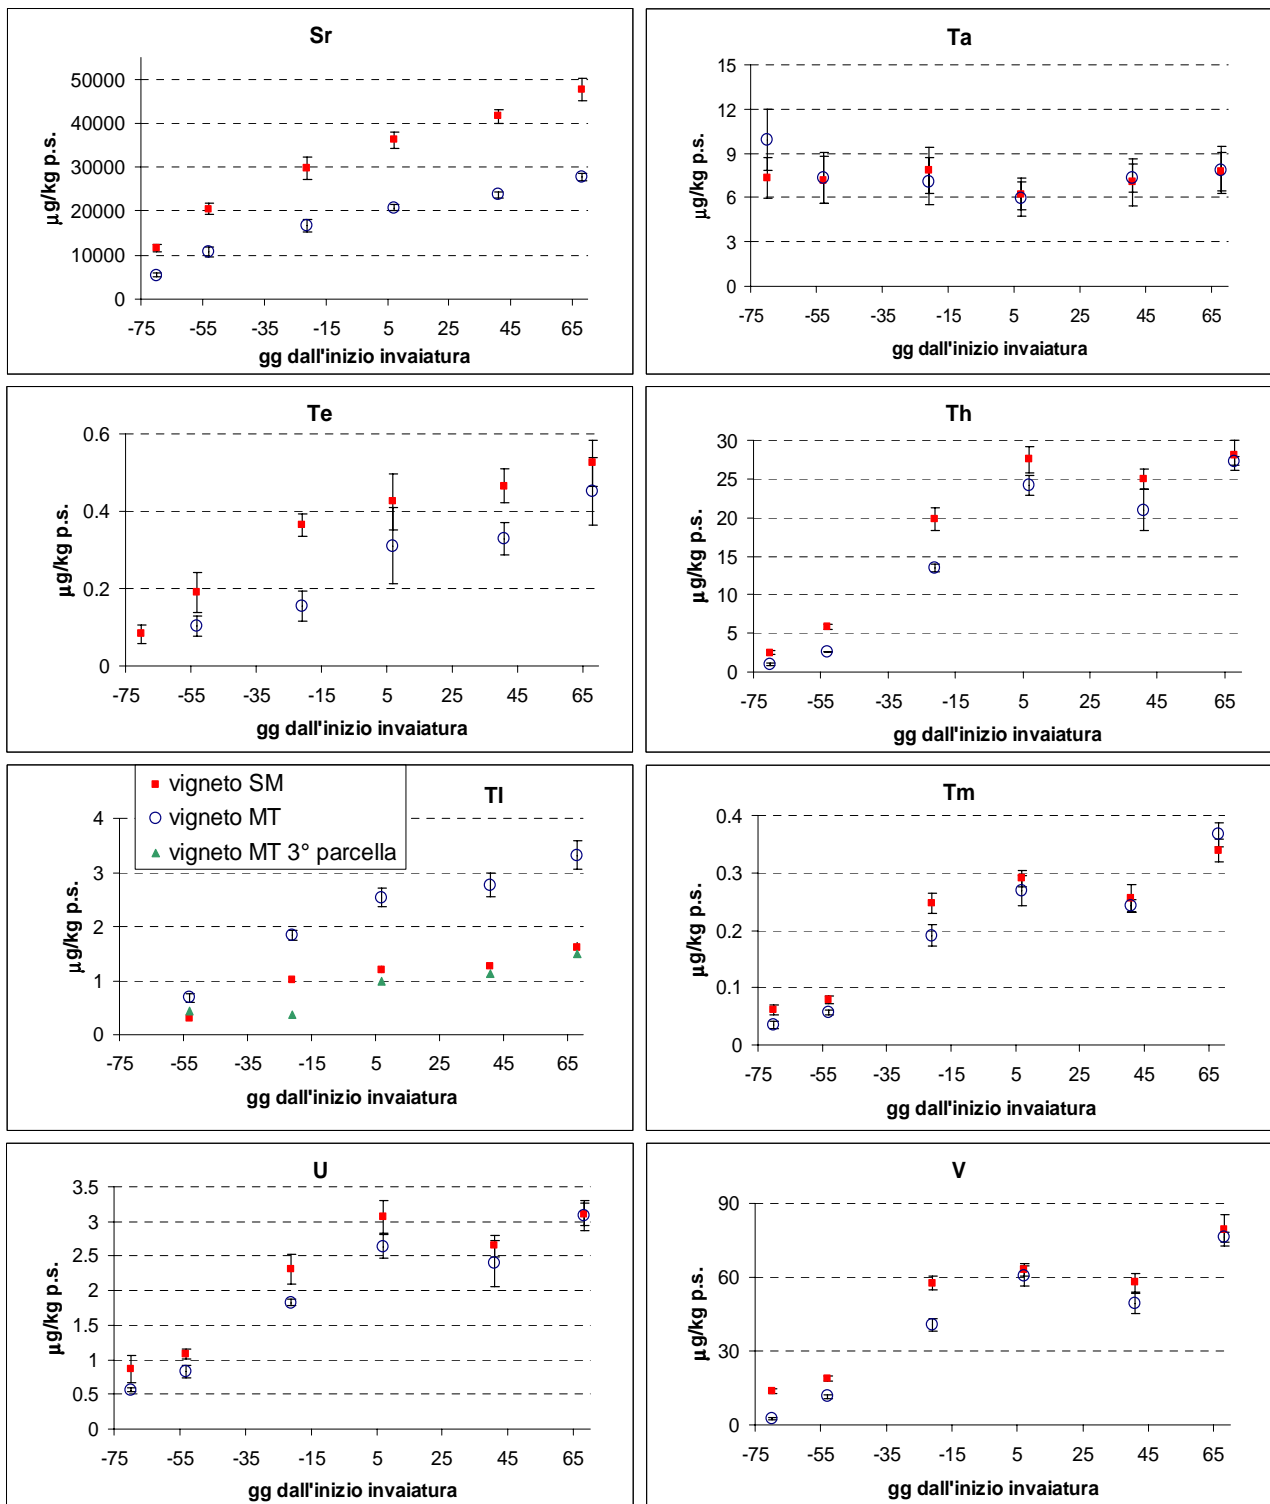 Sr
50000
40000
30000
20000
10000
0
µg/kg p.s.
-75 -55 -35 -15 5 25 45 65
gg dall'inizio invaiatura
Ta
15
12
9
6
3
0
µg/kg p.s.
-75 -55 -35 -15 5 25 45 65
gg dall'inizio invaiatura
Te
0.6
0.4
0.2
0
µg/kg p.s.
-75 -55 -35 -15 5 25 45 65
gg dall'inizio invaiatura
Th
30
25
20
15
10
5
0
µg/kg p.s.
-75 -55 -35 -15 5 25 45 65
gg dall'inizio invaiatura
vigneto SM
vigneto MT
vigneto MT 3° parcella
Tl
4
3
2
1
0
µg/kg p.s.
-75 -55 -35 -15 5 25 45 65
gg dall'inizio invaiatura
Tm
0.4
0.3
0.2
0.1
0
µg/kg p.s.
-75 -55 -35 -15 5 25 45 65
gg dall'inizio invaiatura
U
3.5
3
2.5
2
1.5
1
0.5
0
µg/kg p.s.
-75 -55 -35 -15 5 25 45 65
gg dall'inizio invaiatura
V
90
60
30
0
µg/kg p.s.
-75 -55 -35 -15 5 25 45 65
gg dall'inizio invaiatura